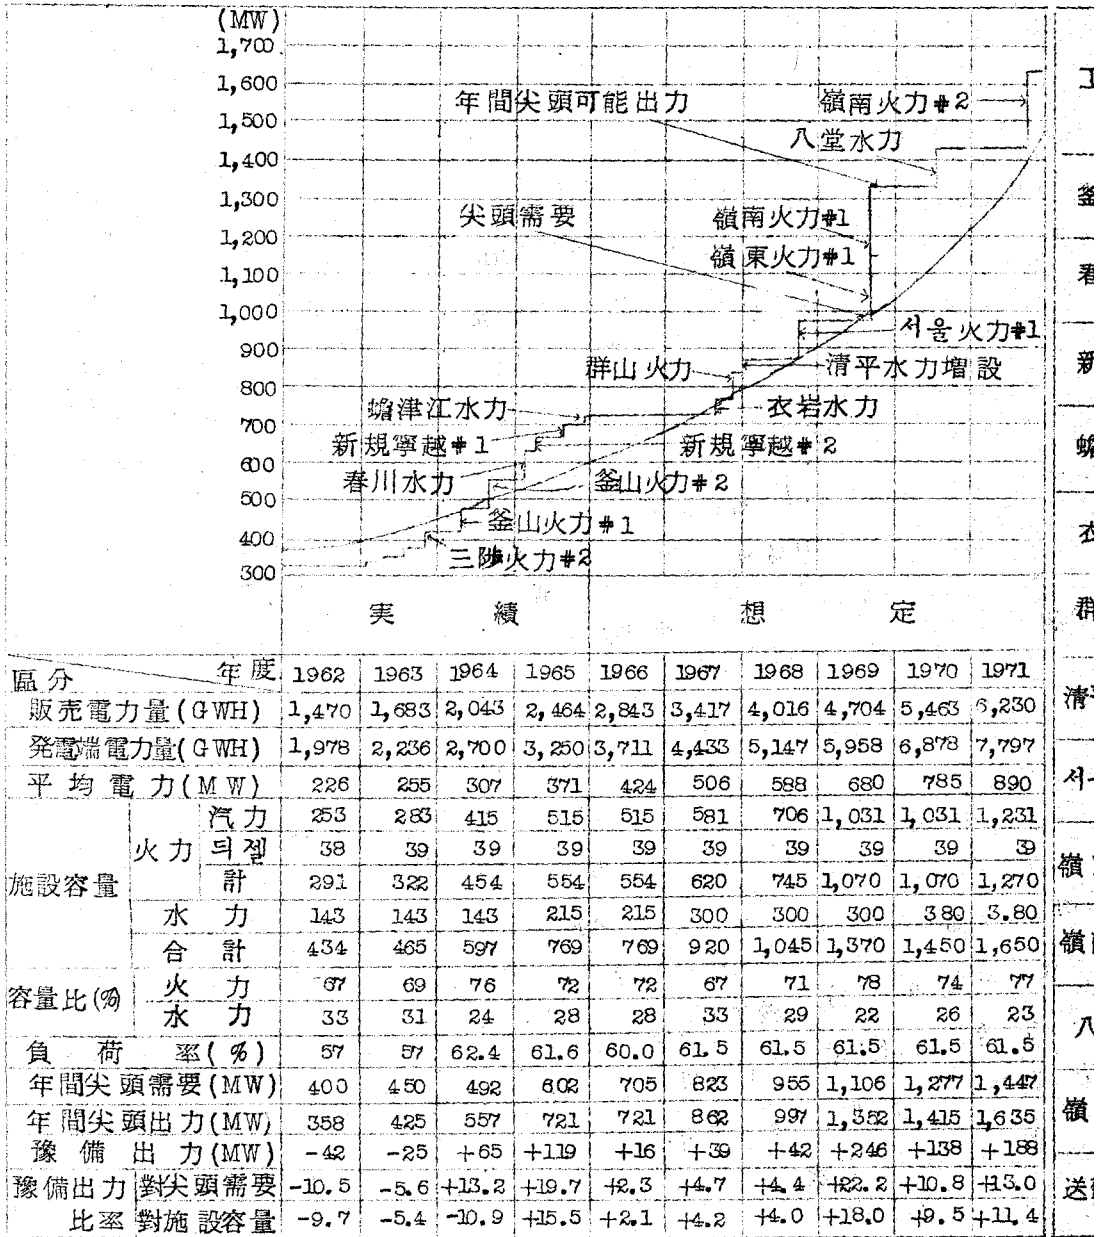 (MW)
1,700
1,600
年間尖頭可能出力 嶺南火力#2
1,500
八堂水力
1,400
1,300
尖頭需要 嶺南火力#1
1,200
嶺東火力#1
1,100
1,000
서울火力#1
900
群山火力 清平水力増設
800
蟾津江水力 衣岩水力
700
新規寧越#1 新規寧越#2
600
春川水力 釜山火力#2
500
釜山火力#1
400
三陟火力#2
300
実績 想定
區分 年度 1962 1963 1964 1965 1966 1967 1968 1969 1970 1971
販売電力量(GWH) 1,470 1,683 2,043 2,464 2,843 3,417 4,016 4,704 5,463 6,230
発電端電力量(GWH) 1,978 2,236 2,700 3,250 3,711 4,433 5,147 5,958 6,878 7,797
平均電力(MW) 226 255 307 371 424 506 588 680 785 890
施設容量 火力 汽力 253 283 415 515 515 581 706 1,031 1,031 1,231
듸젤 38 39 39 39 39 39 39 39 39 39
計 291 322 454 554 554 620 745 1,070 1,070 1,270
水力 143 143 143 215 215 300 300 300 380 3.80
合計 434 465 597 769 769 920 1,045 1,370 1,450 1,650
容量比(%) 火力 67 69 76 72 72 67 71 78 74 77
水力 33 31 24 28 28 33 29 22 26 23
負荷率(%) 57 57 62.4 61.6 60.0 61.5 61.5 61.5 61.5 61.5
年間尖頭需要(MW) 400 450 492 602 705 823 955 1,106 1,277 1,447
年間尖頭出力(MW) 358 425 557 721 721 862 997 1,352 1,415 1,635
豫備出力(MW) -42 -25 +65 +119 +16 +39 +42 +246 +138 +188
豫備出力比率 對尖頭需要 -10.5 -5.6 +13.2 +19.7 +2.3 +4.7 +4.4 +22.2 +10.8 +13.0
對施設容量 -9.7 -5.4 -10.9 +15.5 +2.1 +4.2 +4.0 +18.0 +9.5 +11.4
釜
春
新
衣
群
清
서
嶺
嶺
八
嶺
送